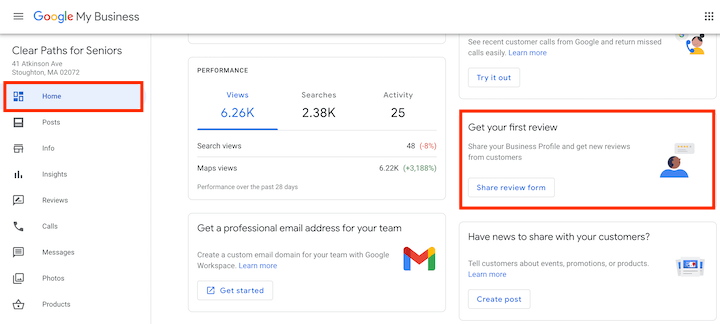 Google My Business
Clear Paths for Seniors
41 Atkinson Ave
Stoughton, MA 02072
Home
Posts
Info
Insights
Reviews
Calls
Messages
Photos
Products
PERFORMANCE
Views Searches Activity
6.26K 2.38K 25
Search views 48 (-8%)
Maps views 6.22K (+3,188%)
Performance over the past 28 days
Get a professional email address for your team
Create a custom email domain for your team with Google
Workspace. Learn more
Get started
See recent customer calls from Google and return missed
calls easily. Learn more
Try it out
Get your first review
Share your Business Profile and get new reviews
from customers
Share review form
Have news to share with your customers?
Tell customers about events, promotions, or products.
Learn more
Create post